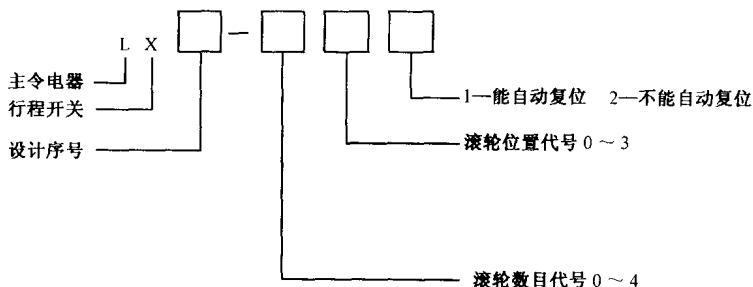 L X -
主令电器
行程开关
1—能自动复位 2—不能自动复位
设计序号
滚轮位置代号 0 ~ 3
滚轮数目代号 0 ~ 4